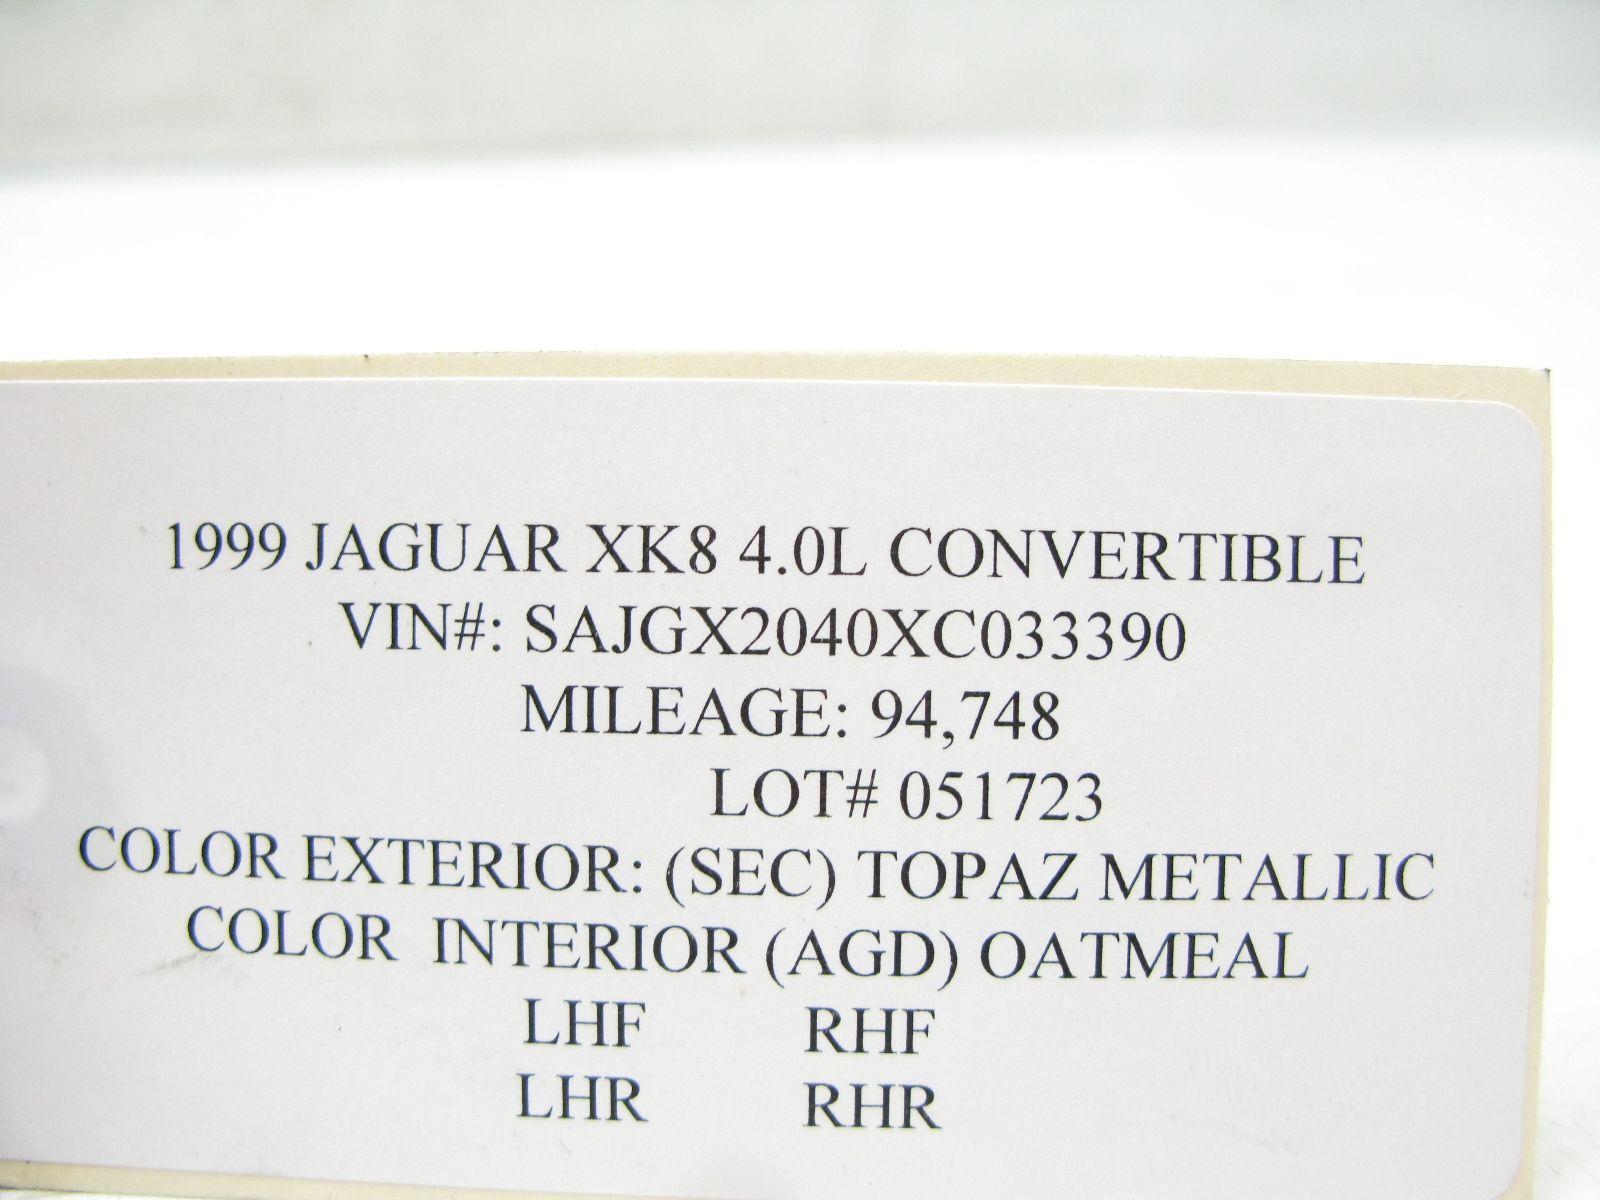 1999 JAGUAR XK8 4.0L CONVERTIBLE
VIN#: SAJGX2040XC033390
MILEAGE: 94,748
LOT# 051723
COLOR EXTERIOR: (SEC) TOPAZ METALLIC
COLOR INTERIOR (AGD) OATMEAL
LHF RHF
LHR RHR